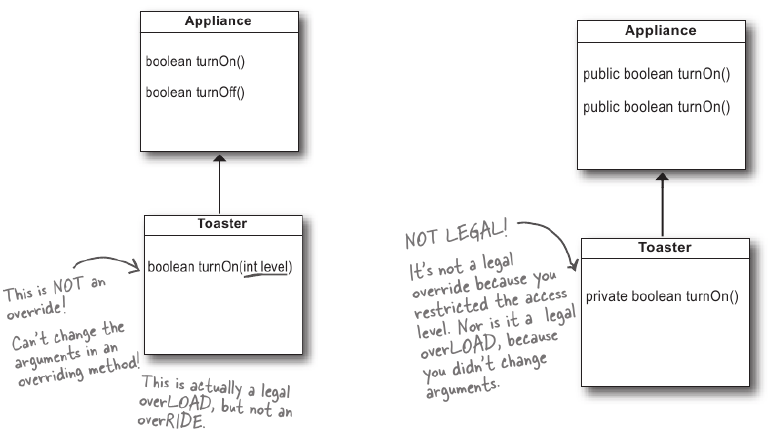 Appliance
boolean turnOn()
boolean turnOff()
Toaster
boolean turnOn(int level)
This is NOT an
override!
Can't change the
arguments in an
overriding method!
This is actually a legal
overLOAD, but not an
overRIDE.
Appliance
public boolean turnOn()
public boolean turnOn()
Toaster
private boolean turnOn()
NOT LEGAL!
It's not a legal
override because you
restricted the access
level. Nor is it a legal
overLOAD, because
you didn't change
arguments.